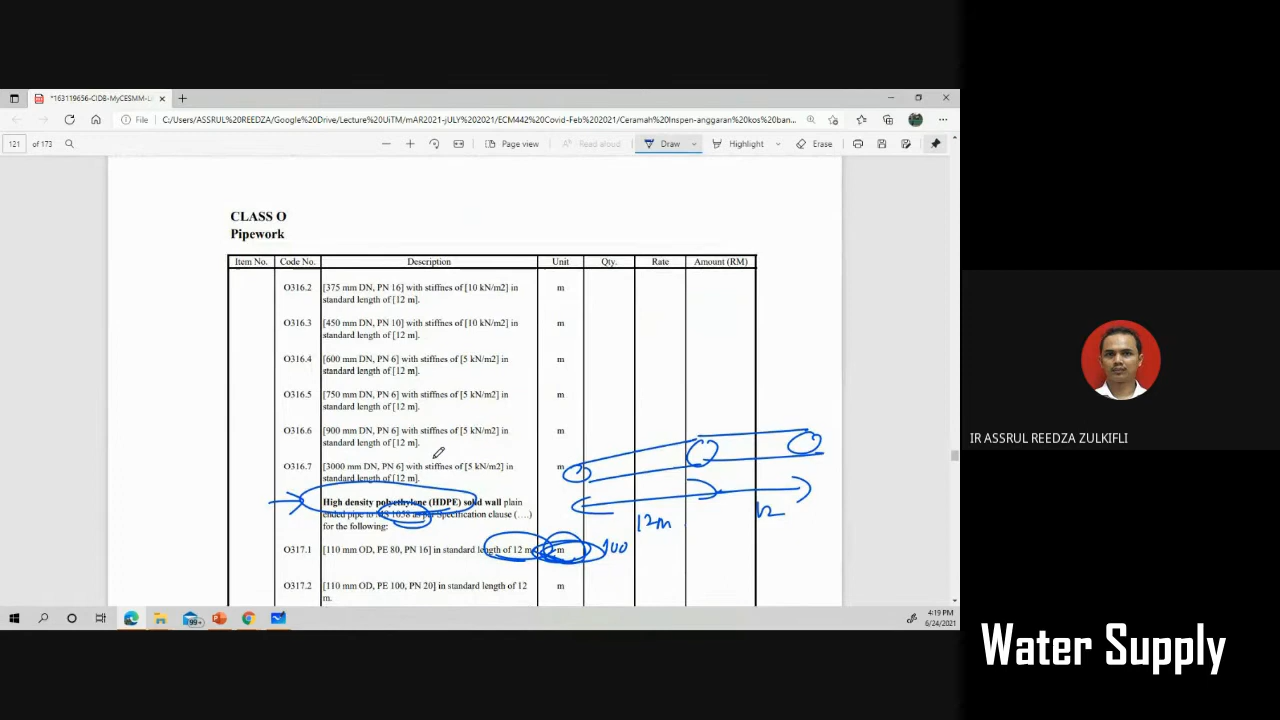 *163119656-CIDB-MyCESMM-Li
File
C:/Users/ASSRUL%20REEDZA/Google%20Drive/Lecture%20UiTM/mAR2021-jULY%202021/ECM442%20Covid-Feb%202021/Ceramah%20Inspen-anggaran%20kos%20ban...
121 of 173
Page view
Read aloud
Draw
Highlight
Erase
CLASS O
Pipework
Item No. Code No. Description Unit Qty. Rate Amount (RM)
O316.2 [375 mm DN, PN 16] with stiffnes of [10 kN/m2] in m
standard length of [12 m].
O316.3 [450 mm DN, PN 10] with stiffnes of [10 kN/m2] in m
standard length of [12 m].
O316.4 [600 mm DN, PN 6] with stiffnes of [5 kN/m2] in m
standard length of [12 m].
O316.5 [750 mm DN, PN 6] with stiffnes of [5 kN/m2] in m
standard length of [12 m].
O316.6 [900 mm DN, PN 6] with stiffnes of [5 kN/m2] in m
standard length of [12 m].
O316.7 [3000 mm DN, PN 6] with stiffnes of [5 kN/m2] in m
standard length of [12 m].
High density polyethylene (HDPE) solid wall plain
ended pipe to MS 1058 as per Specification clause (....)
for the following:
12m 12
O317.1 [110 mm OD, PE 80, PN 16] in standard length of 12 m m 100
O317.2 [110 mm OD, PE 100, PN 20] in standard length of 12 m
m.
99+
4:19 PM
6/24/2021
IR ASSRUL REEDZA ZULKIFLI
Water Supply